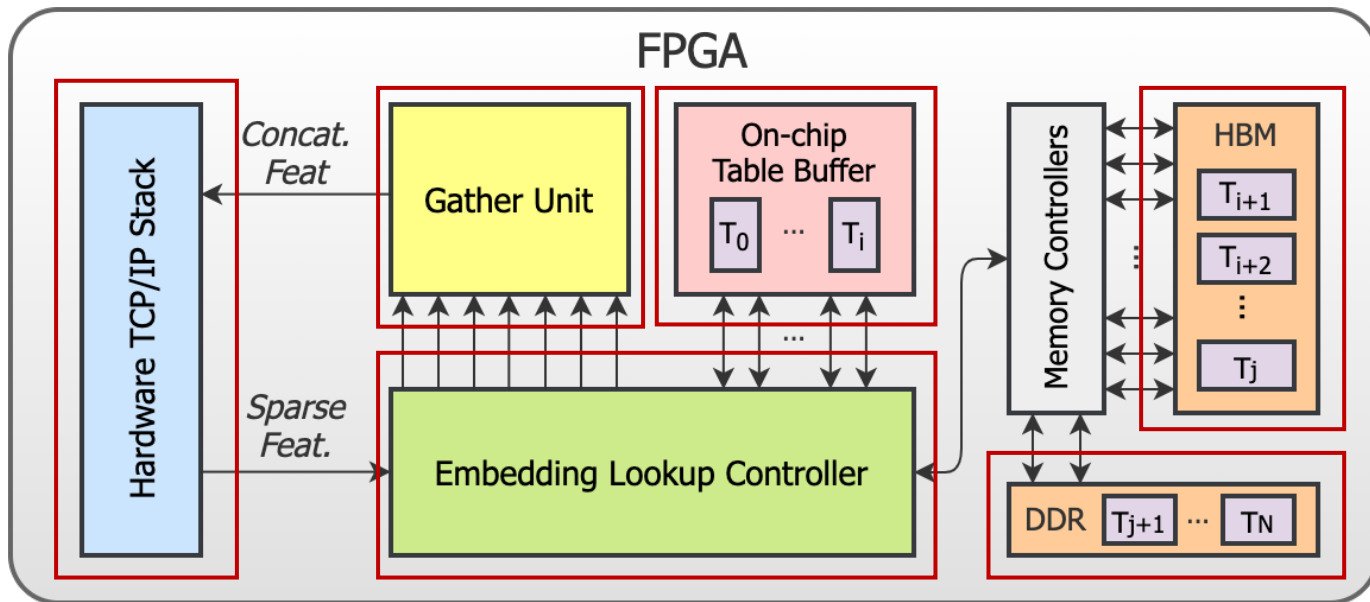 FPGA
Hardware TCP/IP Stack
Concat.
Feat
Sparse
Feat.
Gather Unit
On-chip
Table Buffer
T0 ... Ti
...
Embedding Lookup Controller
Memory Controllers
...
HBM
Ti+1
Ti+2
...
Tj
DDR Tj+1 ... TN